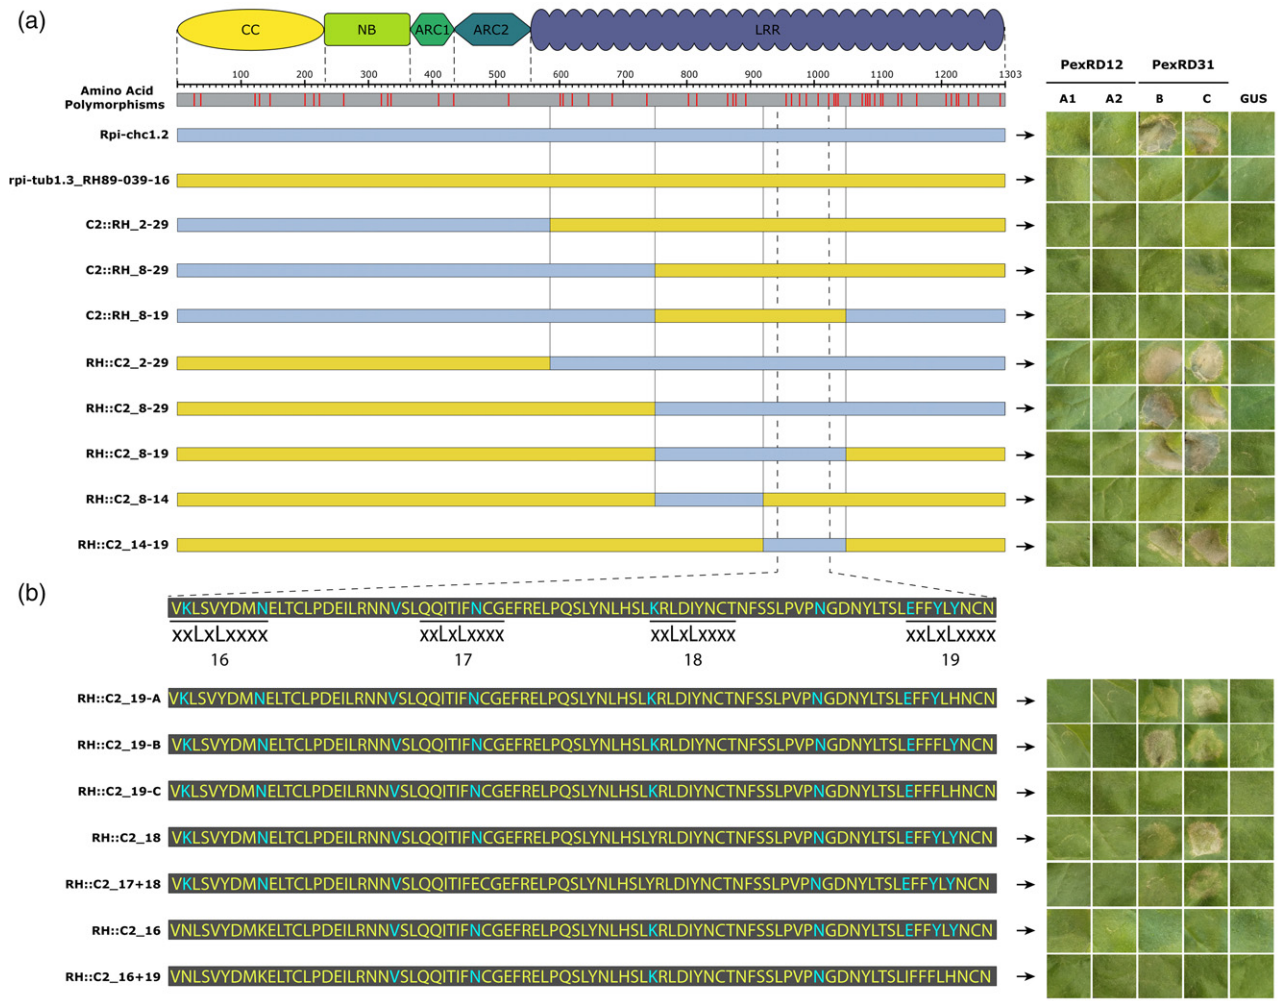 (a)
CC NB ARC1 ARC2 LRR
100 200 300 400 500 600 700 800 900 1000 1100 1200 1303
PexRD12 PexRD31
Amino Acid
Polymorphisms
A1 A2 B C GUS
Rpi-chc1.2
rpi-tub1.3_RH89-039-16
C2::RH_2-29
C2::RH_8-29
C2::RH_8-19
RH::C2_2-29
RH::C2_8-29
RH::C2_8-19
RH::C2_8-14
RH::C2_14-19
(b)
VKLSVYDMNELTCLPDEILRNNVSLQQITIFNCGEFRELPQSLYNLHSLKRLDIYNCTNFSSLPVPNGDNYLTSLEFFYLYNCN
xxLxLxxxx xxLxLxxxx xxLxLxxxx xxLxLxxxx
16 17 18 19
RH::C2_19-A VKLSVYDMNELTCLPDEILRNNVSLQQITIFNCGEFRELPQSLYNLHSLKRLDIYNCTNFSSLPVPNGDNYLTSLEFFYLHNCN
RH::C2_19-B VKLSVYDMNELTCLPDEILRNNVSLQQITIFNCGEFRELPQSLYNLHSLKRLDIYNCTNFSSLPVPNGDNYLTSLEFFFLYNCN
RH::C2_19-C VKLSVYDMNELTCLPDEILRNNVSLQQITIFNCGEFRELPQSLYNLHSLKRLDIYNCTNFSSLPVPNGDNYLTSLEFFFLHNCN
RH::C2_18 VKLSVYDMNELTCLPDEILRNNVSLQQITIFNCGEFRELPQSLYNLHSLYRLDIYNCTNFSSLPVPNGDNYLTSLEFFYLYNCN
RH::C2_17+18 VKLSVYDMNELTCLPDEILRNNVSLQQITIFECGEFRELPQSLYNLHSLYRLDIYNCTNFSSLPVPNGDNYLTSLEFFYLYNCN
RH::C2_16 VNLSVYDMKELTCLPDEILRNNVSLQQITIFNCGEFRELPQSLYNLHSLKRLDIYNCTNFSSLPVPNGDNYLTSLEFFYLYNCN
RH::C2_16+19 VNLSVYDMKELTCLPDEILRNNVSLQQITIFNCGEFRELPQSLYNLHSLKRLDIYNCTNFSSLPVPNGDNYLTSLIFFFLHNCN